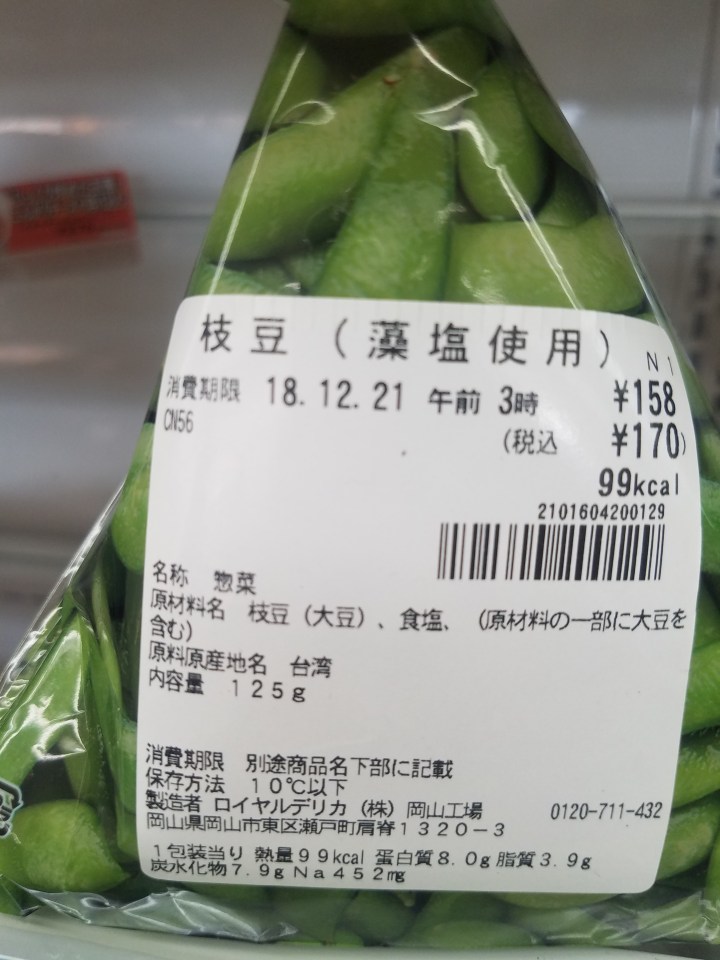 枝豆（藻塩使用）
N1
消費期限 18.12.21 午前 3時 ¥158
CN56 (税込 ¥170)
99kcal
2101604200129
名称 惣菜
原材料名 枝豆（大豆）、食塩、（原材料の一部に大豆を
含む）
原料原産地名 台湾
内容量 125g
消費期限 別途商品名下部に記載
保存方法 10℃以下
製造者 ロイヤルデリカ（株）岡山工場 0120-711-432
岡山県岡山市東区瀬戸町肩脊1320-3
1包装当り 熱量99kcal 蛋白質8.0g 脂質3.9g
炭水化物7.9g Na452mg